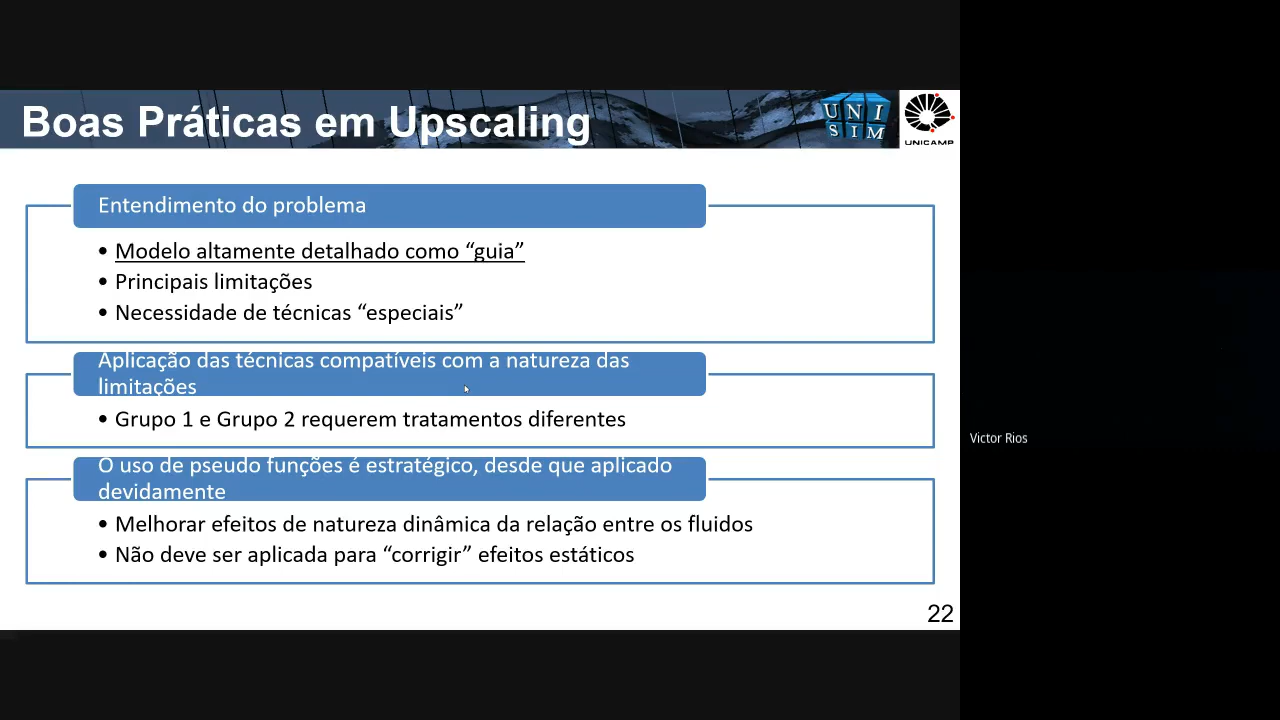 Boas Práticas em Upscaling
UNI
SIM
UNICAMP
Entendimento do problema
• Modelo altamente detalhado como “guia”
• Principais limitações
• Necessidade de técnicas “especiais”
Aplicação das técnicas compatíveis com a natureza das
limitações
• Grupo 1 e Grupo 2 requerem tratamentos diferentes
O uso de pseudo funções é estratégico, desde que aplicado
devidamente
• Melhorar efeitos de natureza dinâmica da relação entre os fluidos
• Não deve ser aplicada para “corrigir” efeitos estáticos
22
Victor Rios